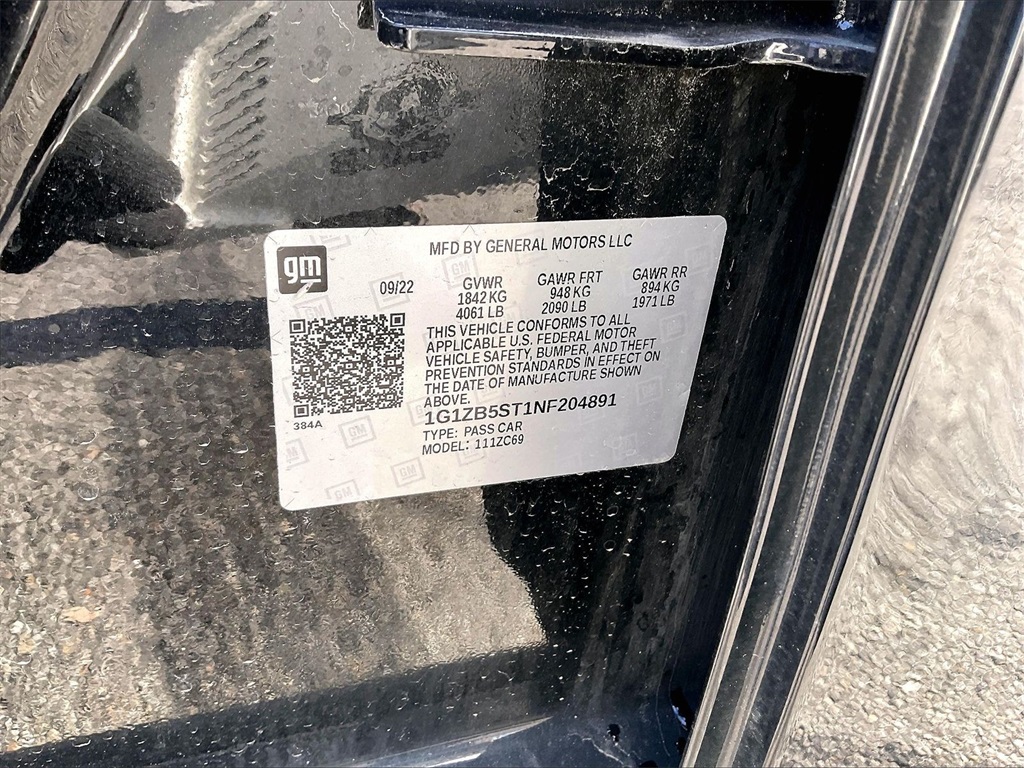 MFD BY GENERAL MOTORS LLC
gm
09/22
GVWR
1842 KG
4061 LB
GAWR FRT
948 KG
2090 LB
GAWR RR
894 KG
1971 LB
THIS VEHICLE CONFORMS TO ALL
APPLICABLE U.S. FEDERAL MOTOR
VEHICLE SAFETY, BUMPER, AND THEFT
PREVENTION STANDARDS IN EFFECT ON
THE DATE OF MANUFACTURE SHOWN
ABOVE.
384A
1G1ZB5ST1NF204891
TYPE: PASS CAR
MODEL: 111ZC69